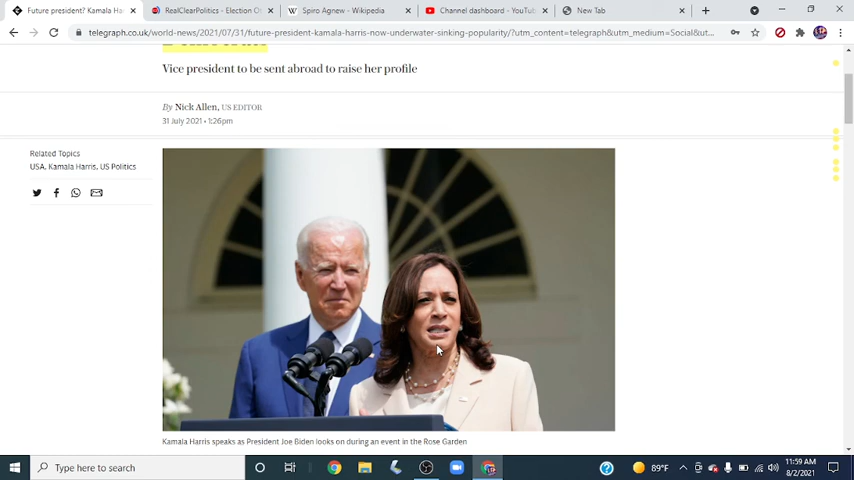 Future president? Kamala Ha
RealClearPolitics - Election O
Spiro Agnew - Wikipedia
Channel dashboard - YouTu
New Tab
telegraph.co.uk/world-news/2021/07/31/future-president-kamala-harris-now-underwater-sinking-popularity/?utm_content=telegraph&utm_medium=Social&ut...
Vice president to be sent abroad to raise her profile
By Nick Allen, US EDITOR
31 July 2021 • 1:26pm
Related Topics
USA, Kamala Harris, US Politics
Kamala Harris speaks as President Joe Biden looks on during an event in the Rose Garden
Type here to search
89°F
11:59 AM
8/2/2021